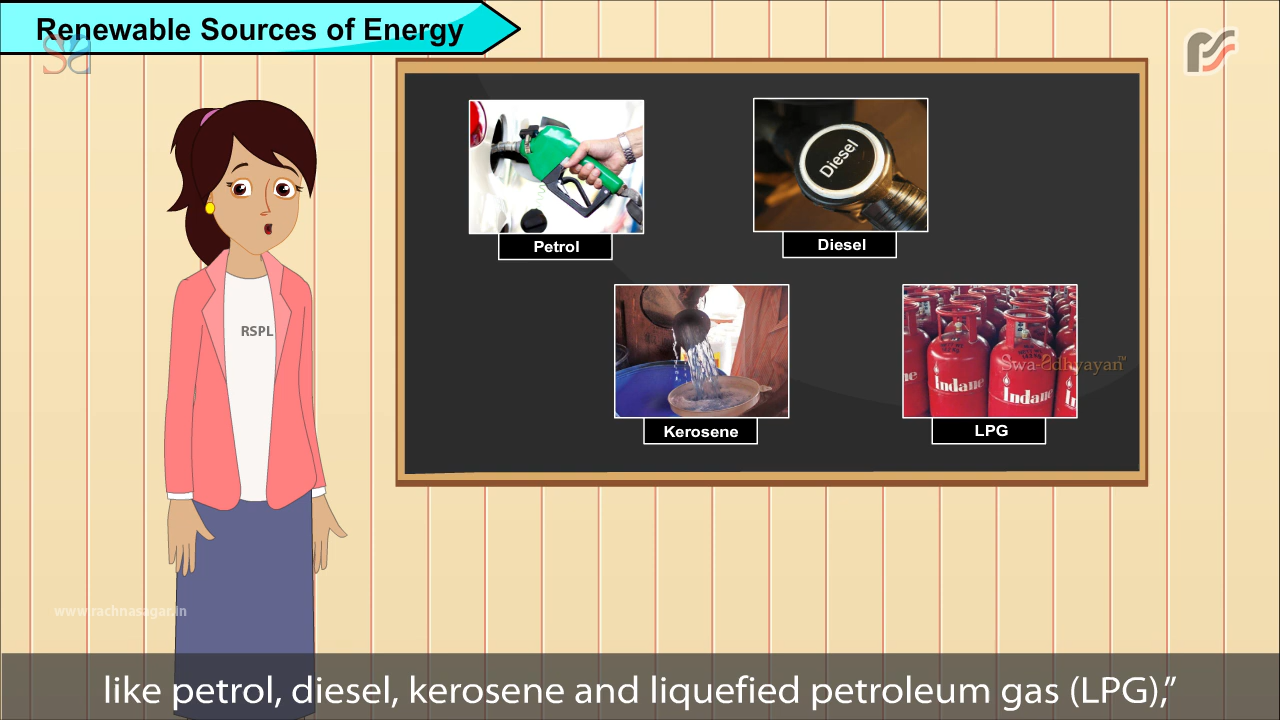 Renewable Sources of Energy
RSPL
Diesel
Petrol
Diesel
Indane
Indane
Swa-adhyayan™
Kerosene
LPG
www.rachnasagar.in
like petrol, diesel, kerosene and liquefied petroleum gas (LPG),”